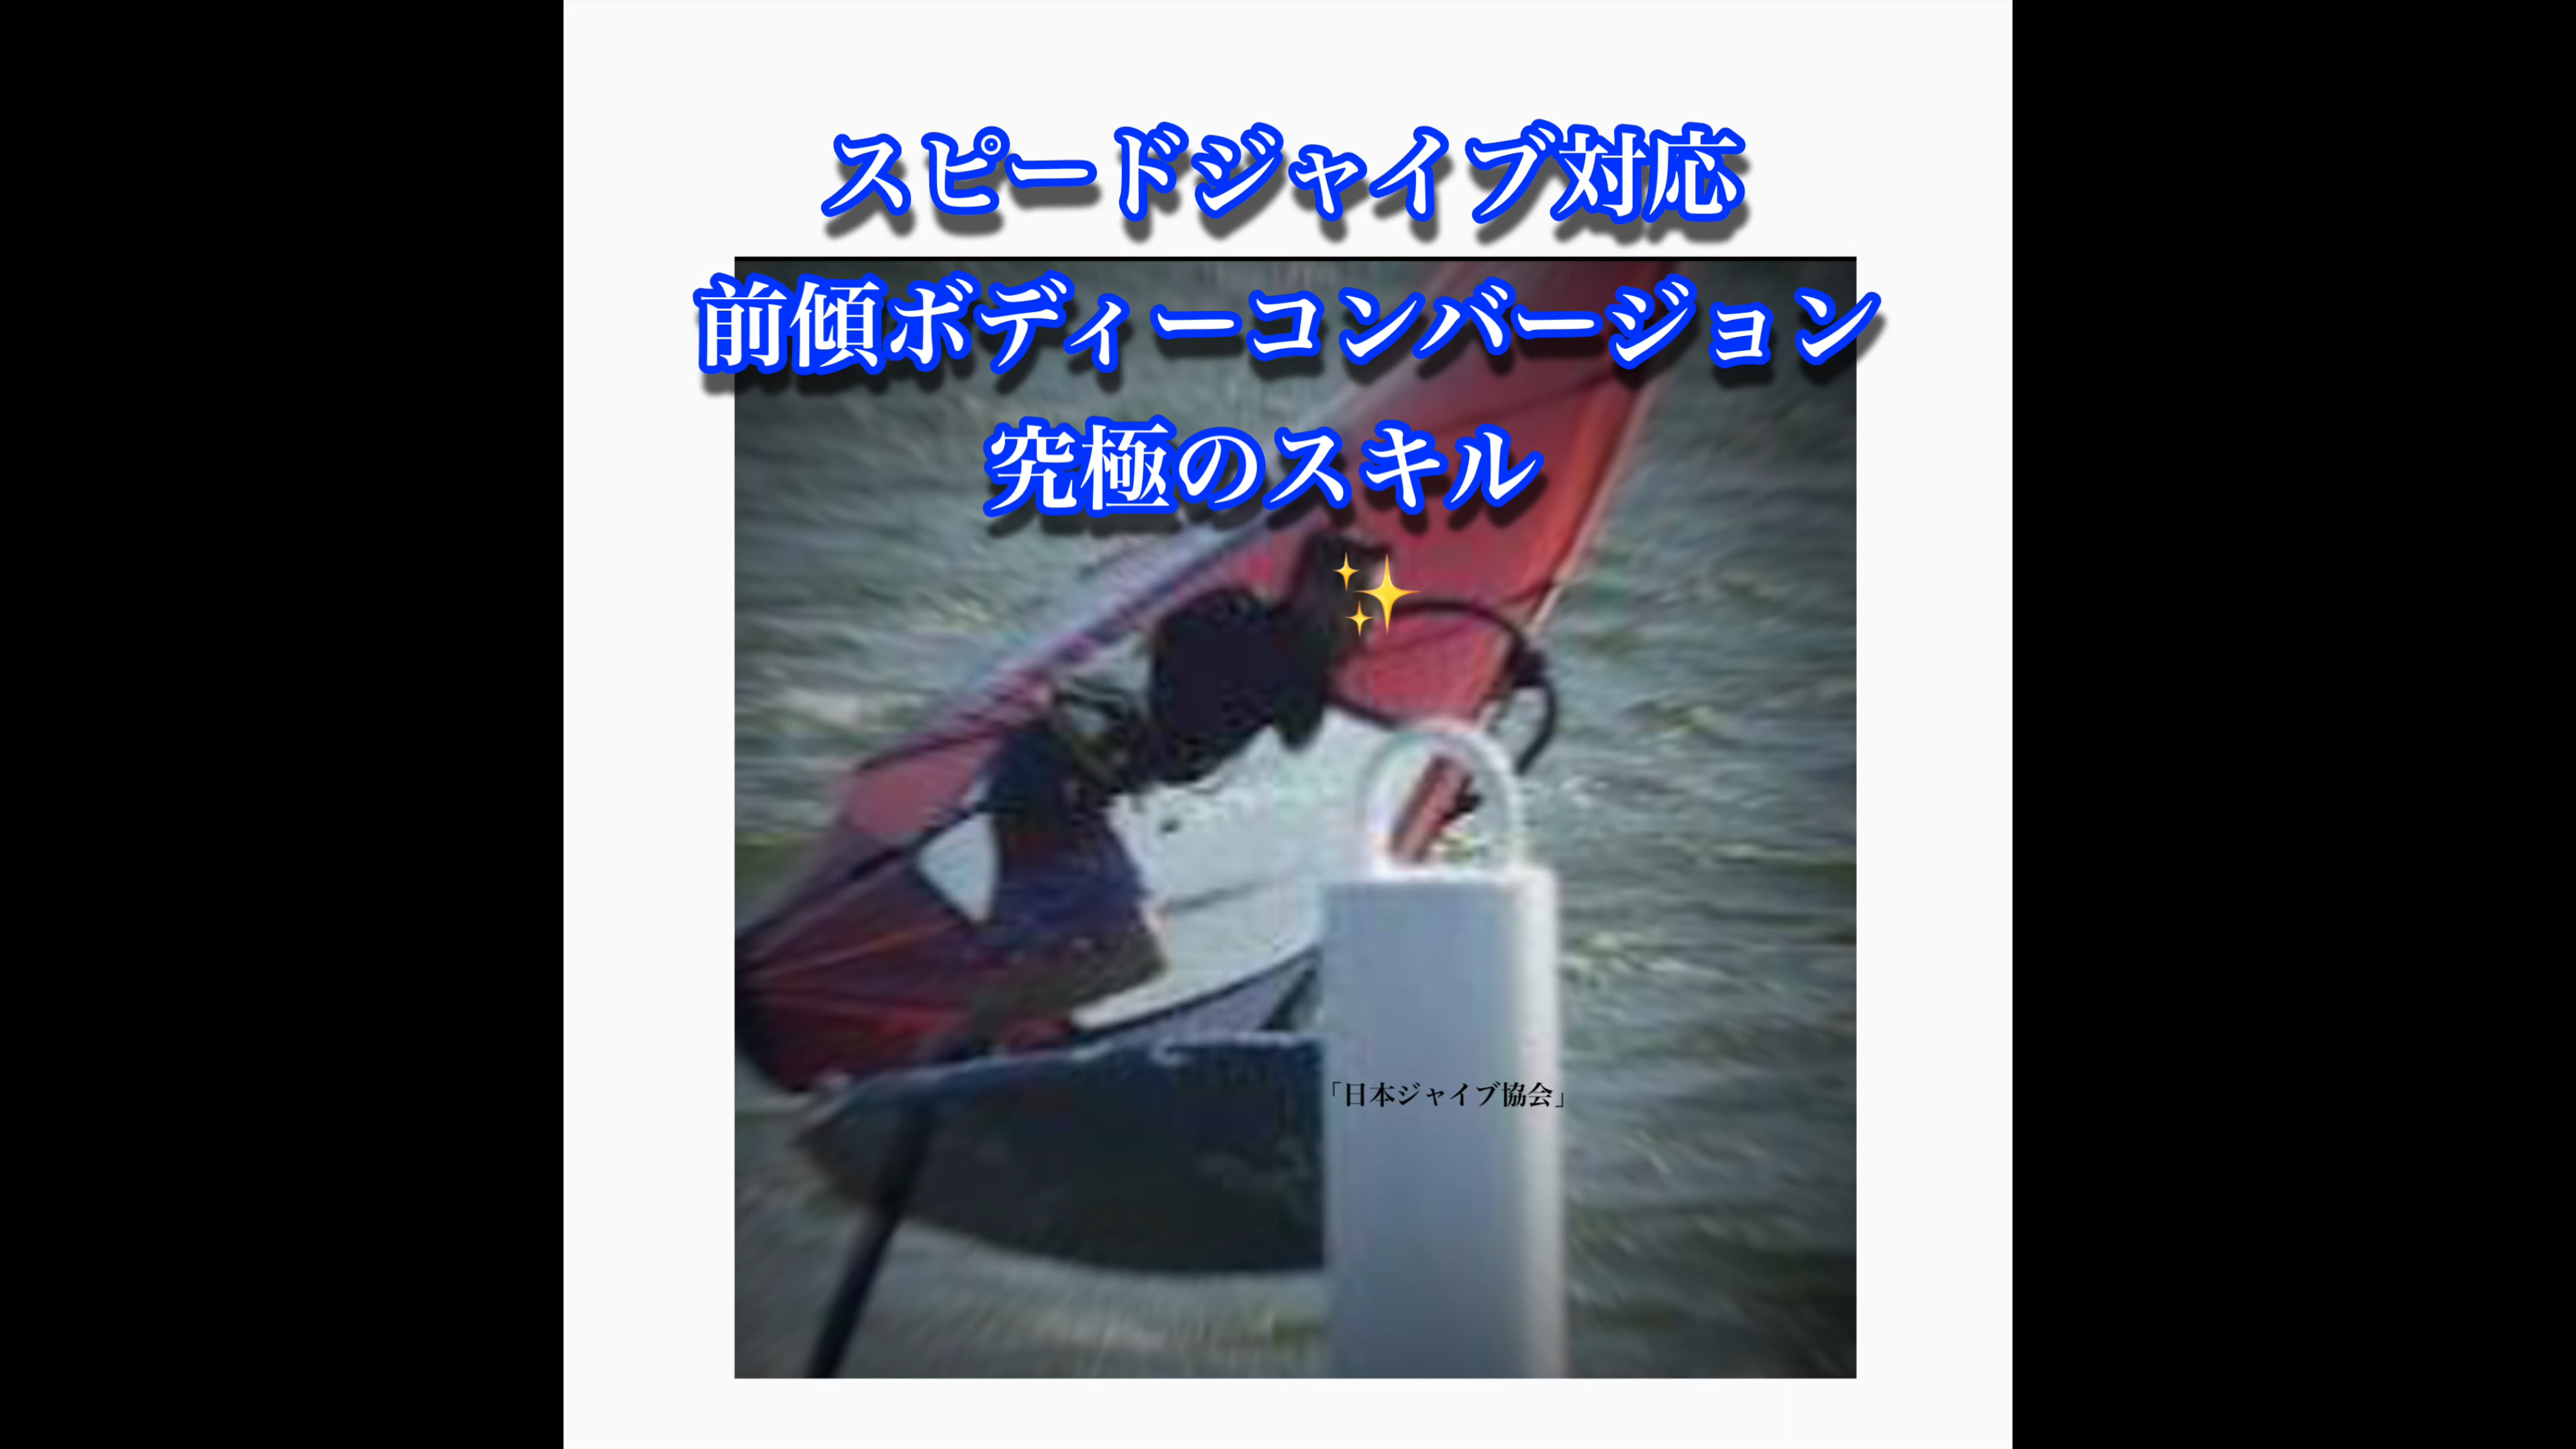 スピードジャイブ対応
前傾ボディーコンバージョン
究極のスキル
「日本ジャイブ協会」